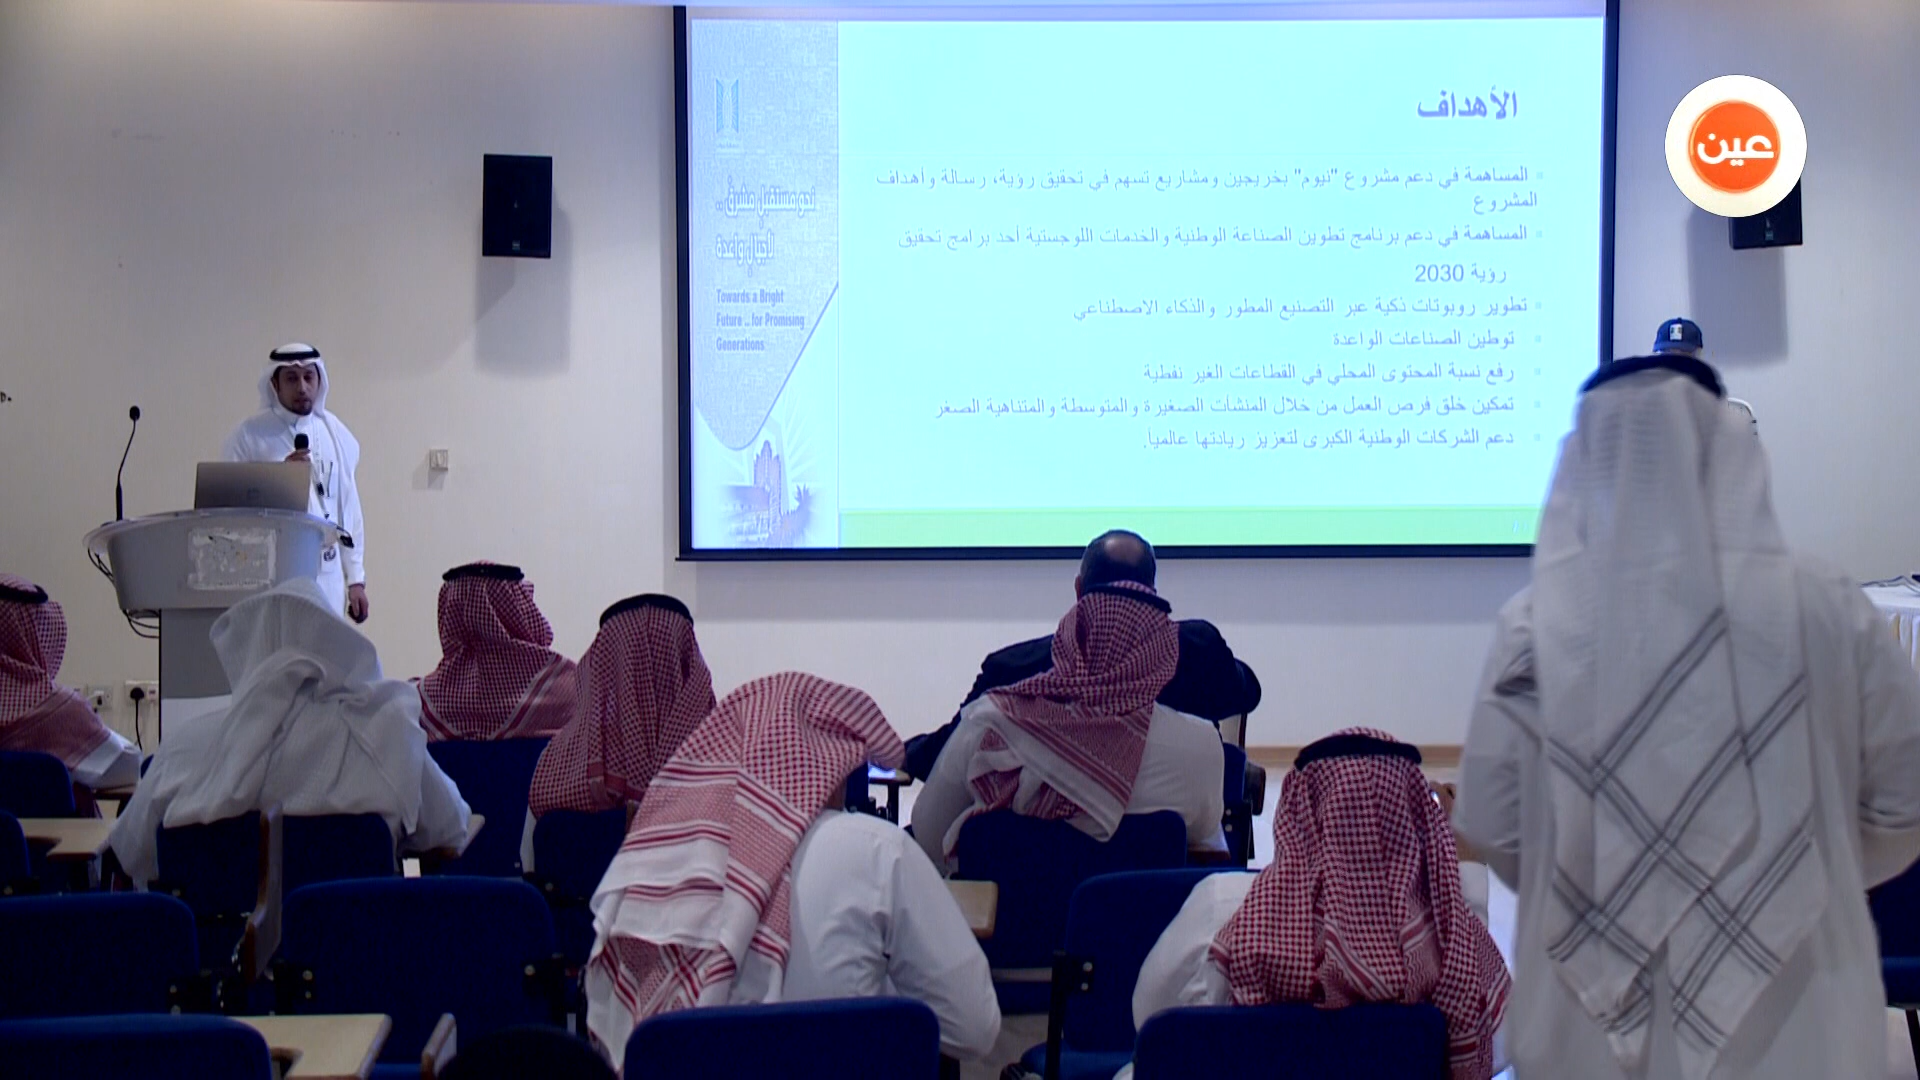 الأهداف
المساهمة في دعم مشروع "نيوم" بخريجين ومشاريع تسهم في تحقيق رؤية، رسالة وأهداف
المشروع
المساهمة في دعم برنامج تطوين الصناعة الوطنية والخدمات اللوجستية أحد برامج تحقيق
رؤية 2030
تطوير روبوتات ذكية عبر التصنيع المطور والذكاء الاصطناعي
توطين الصناعات الواعدة
رفع نسبة المحتوى المحلي في القطاعات الغير نفطية
تمكين خلق فرص العمل من خلال المنشآت الصغيرة والمتوسطة والمتناهية الصغر
دعم الشركات الوطنية الكبرى لتعزيز ريادتها عالمياً.
نحو مستقبل مشرق ..
لأجيال واعدة
Towards a Bright
Future .. for Promising
Generations
عين